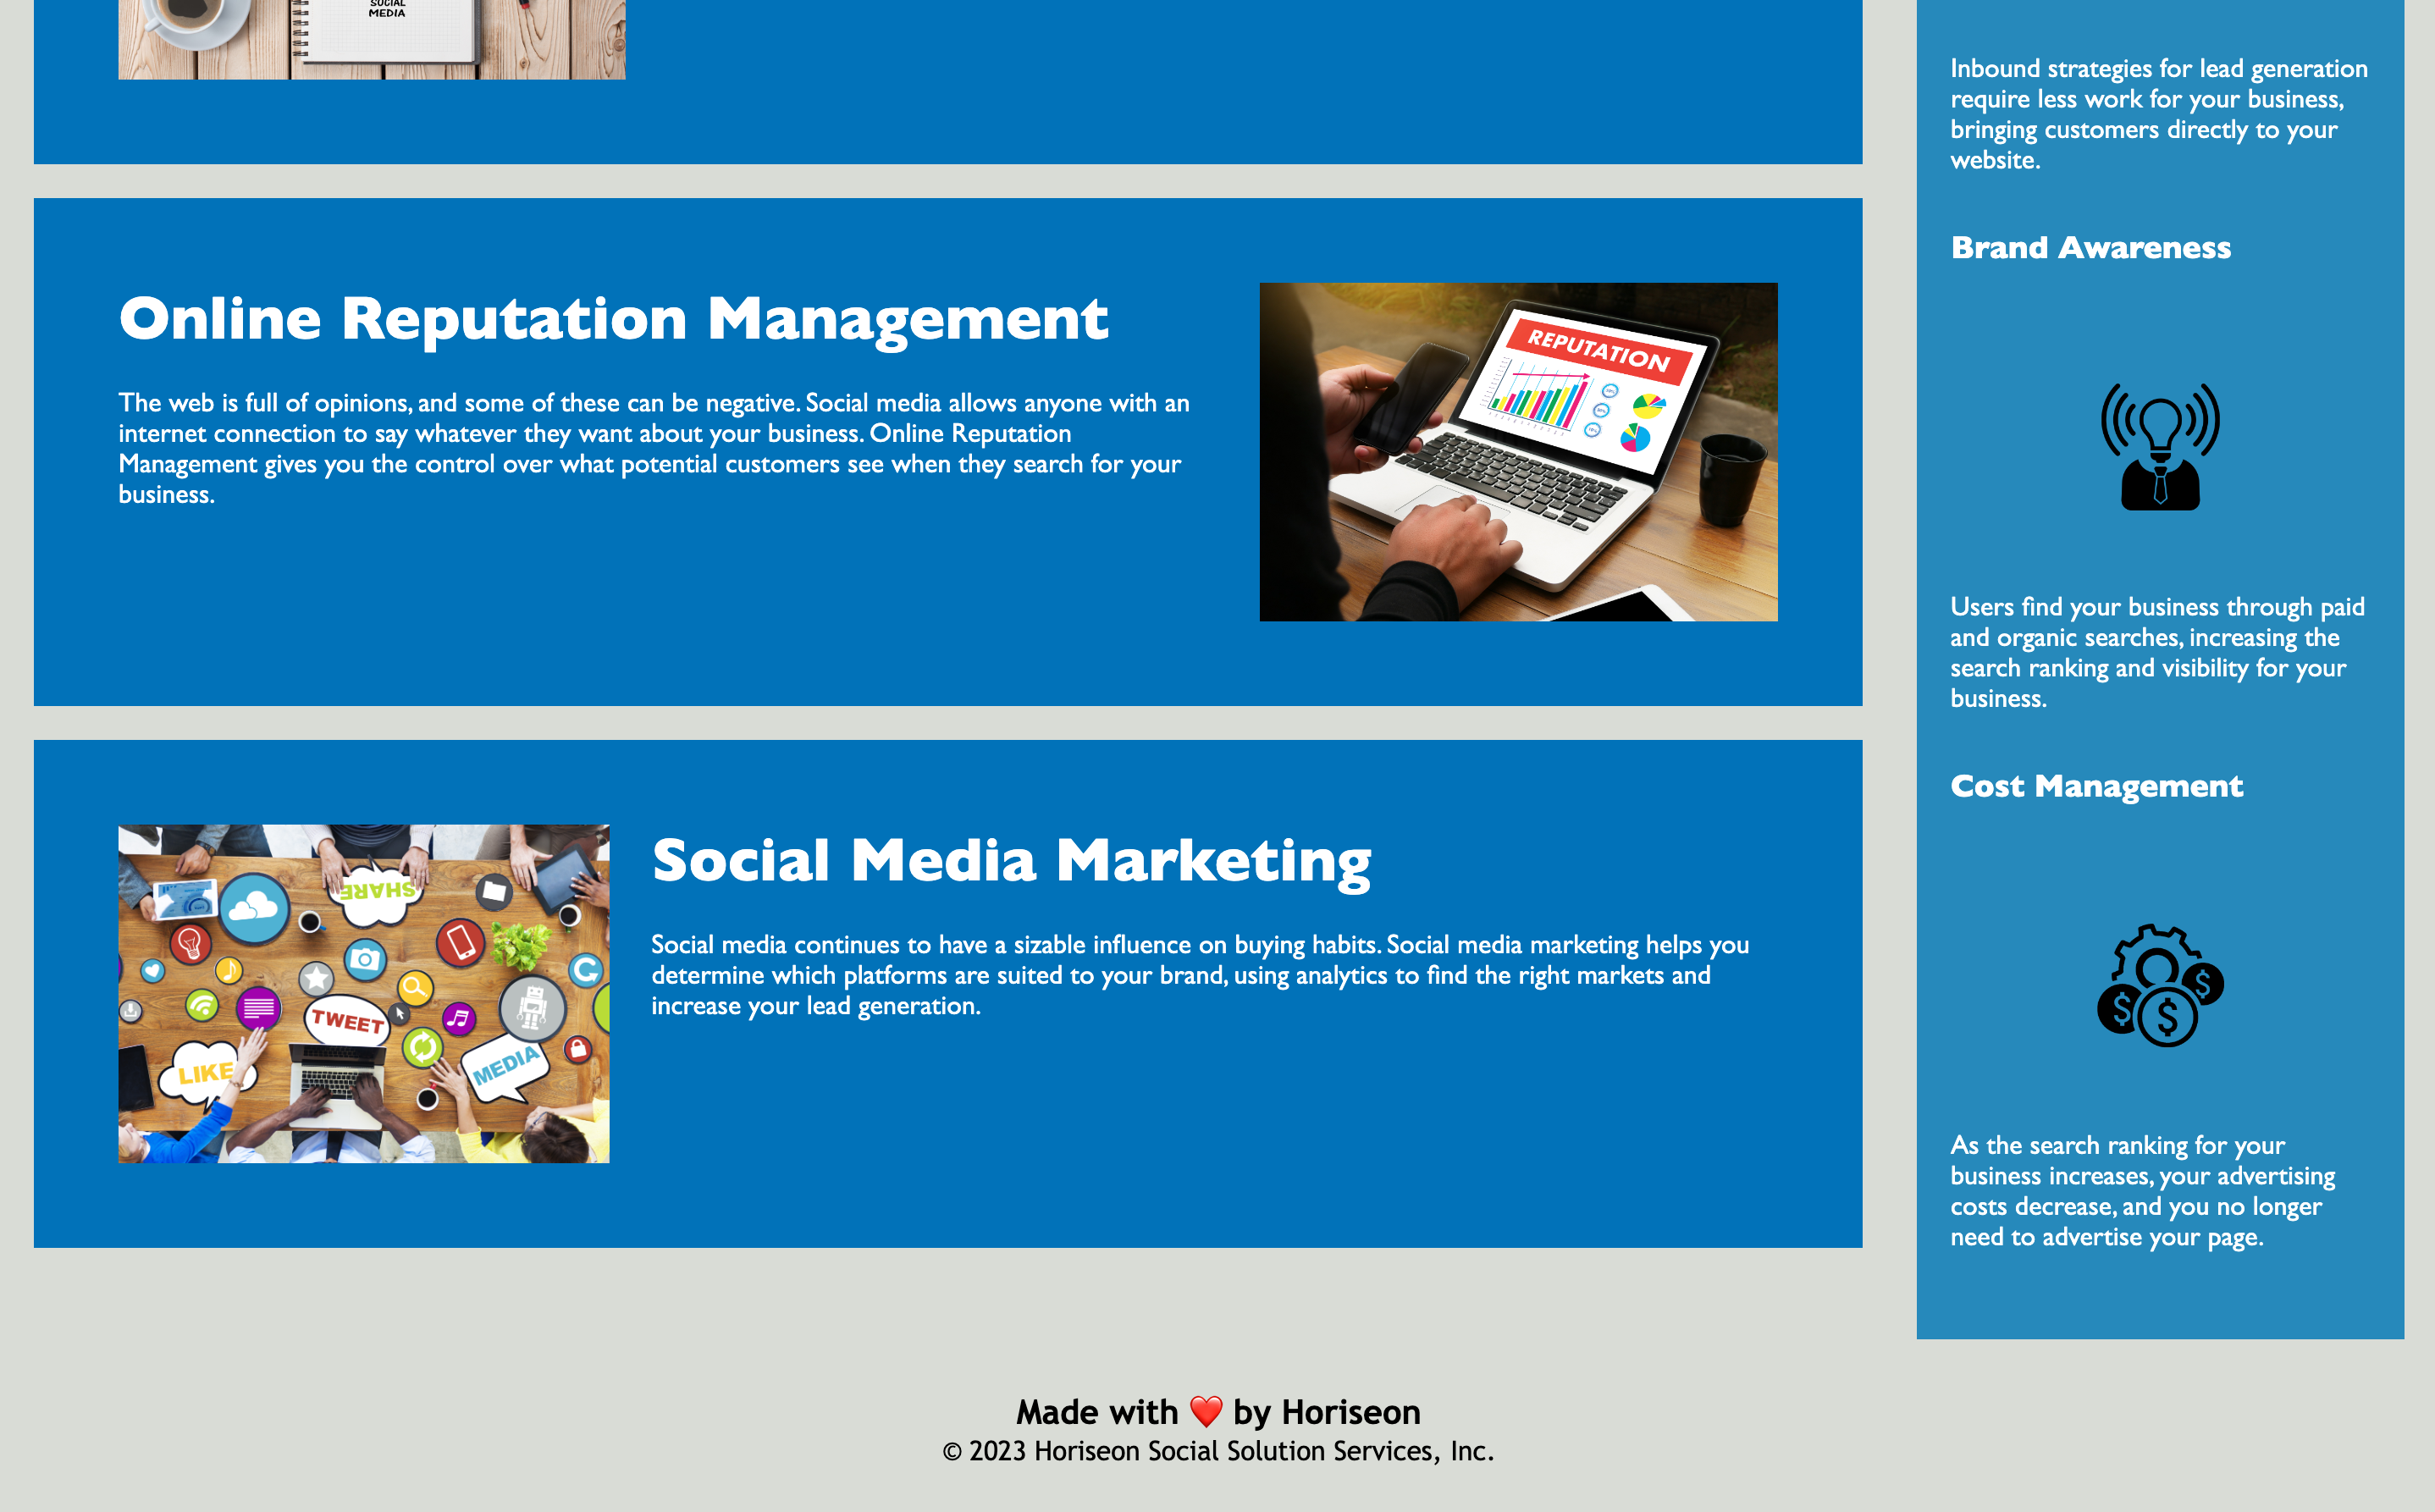 SOCIAL
MEDIA
Online Reputation Management
The web is full of opinions, and some of these can be negative. Social media allows anyone with an
internet connection to say whatever they want about your business. Online Reputation
Management gives you the control over what potential customers see when they search for your
business.
REPUTATION
SHARE
TWEET
LIKE
MEDIA
Social Media Marketing
Social media continues to have a sizable influence on buying habits. Social media marketing helps you
determine which platforms are suited to your brand, using analytics to find the right markets and
increase your lead generation.
Inbound strategies for lead generation
require less work for your business,
bringing customers directly to your
website.
Brand Awareness
Users find your business through paid
and organic searches, increasing the
search ranking and visibility for your
business.
Cost Management
$ $ $
As the search ranking for your
business increases, your advertising
costs decrease, and you no longer
need to advertise your page.
Made with ❤️ by Horiseon
© 2023 Horiseon Social Solution Services, Inc.